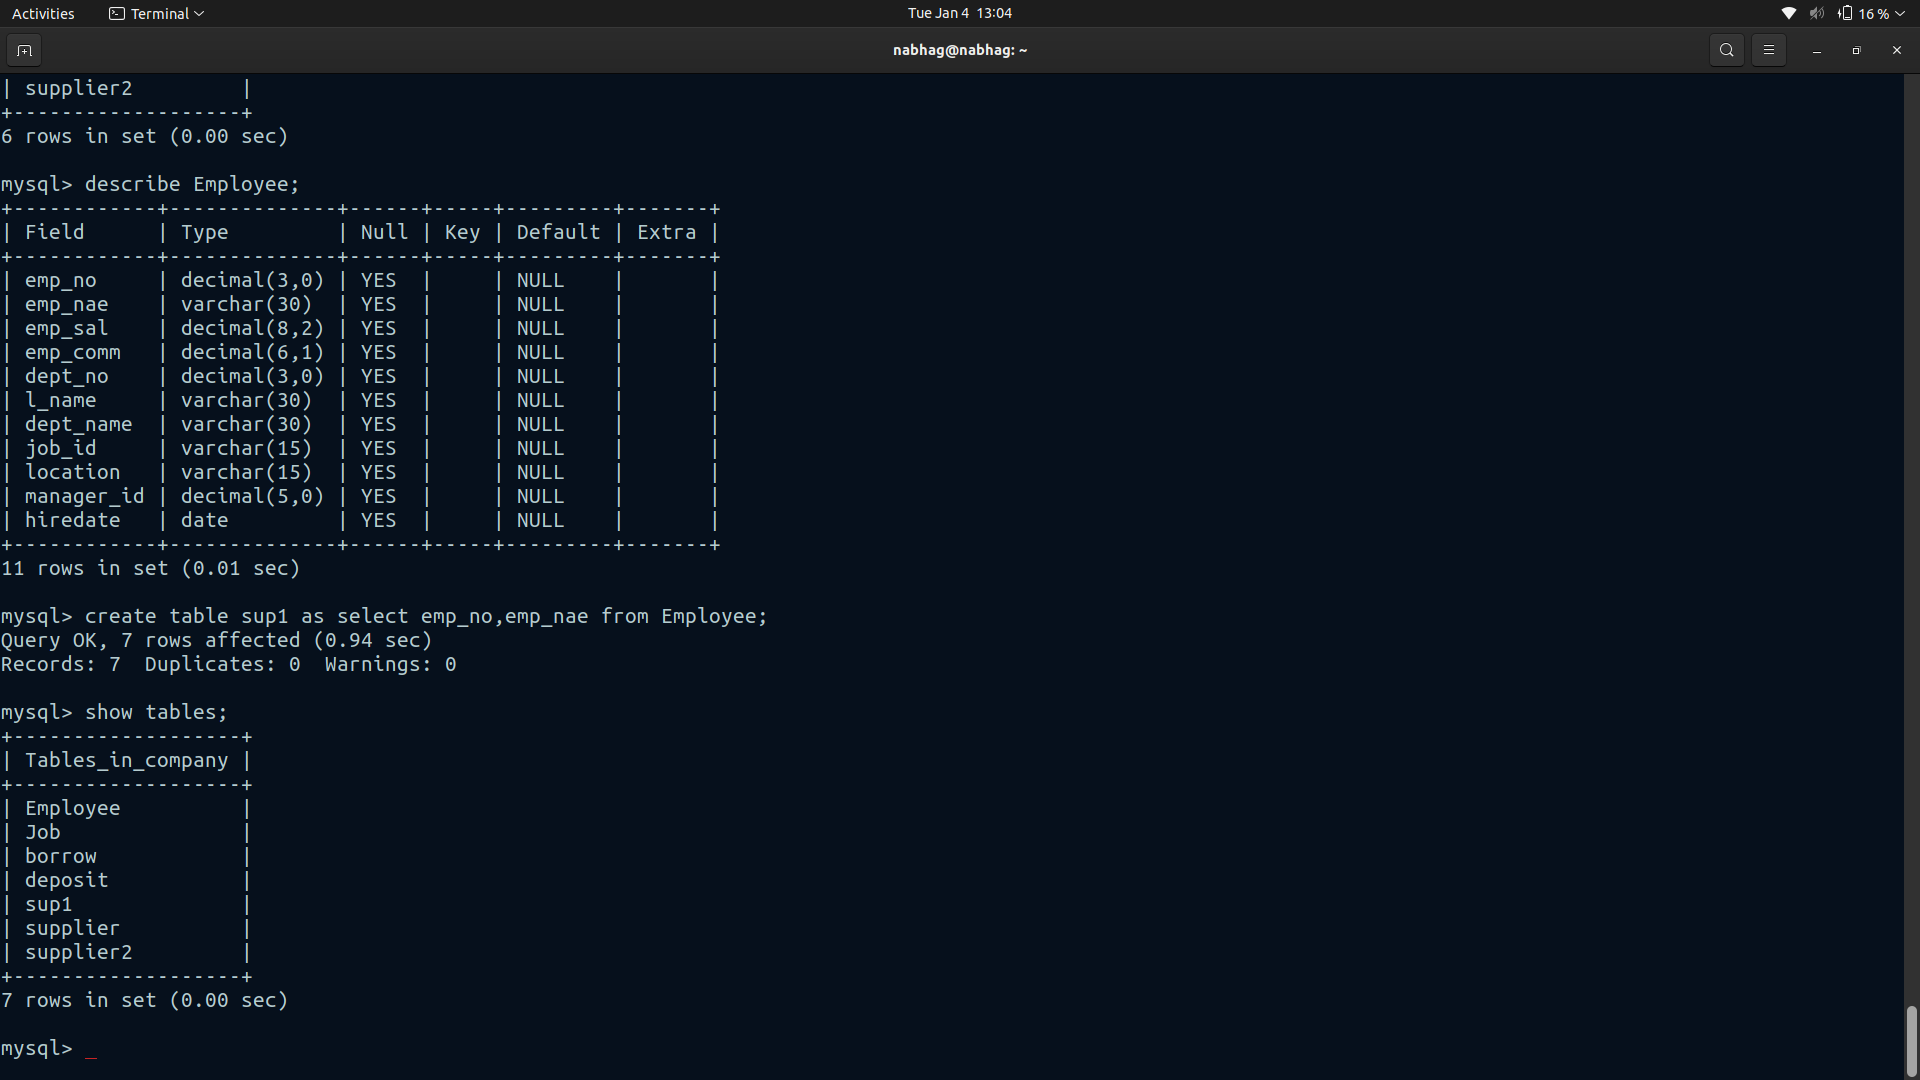 Activities Terminal Tue Jan 4 13:04 16 %
nabhag@nabhag: ~
| supplier2         |
+-------------------+
6 rows in set (0.00 sec)
mysql> describe Employee;
+------------+--------------+------+-----+---------+-------+
| Field      | Type         | Null | Key | Default | Extra |
+------------+--------------+------+-----+---------+-------+
| emp_no     | decimal(3,0) | YES  |     | NULL    |       |
| emp_nae    | varchar(30)  | YES  |     | NULL    |       |
| emp_sal    | decimal(8,2) | YES  |     | NULL    |       |
| emp_comm   | decimal(6,1) | YES  |     | NULL    |       |
| dept_no    | decimal(3,0) | YES  |     | NULL    |       |
| l_name     | varchar(30)  | YES  |     | NULL    |       |
| dept_name  | varchar(30)  | YES  |     | NULL    |       |
| job_id     | varchar(15)  | YES  |     | NULL    |       |
| location   | varchar(15)  | YES  |     | NULL    |       |
| manager_id | decimal(5,0) | YES  |     | NULL    |       |
| hiredate   | date         | YES  |     | NULL    |       |
+------------+--------------+------+-----+---------+-------+
11 rows in set (0.01 sec)
mysql> create table sup1 as select emp_no,emp_nae from Employee;
Query OK, 7 rows affected (0.94 sec)
Records: 7  Duplicates: 0  Warnings: 0
mysql> show tables;
+-------------------+
| Tables_in_company |
+-------------------+
| Employee          |
| Job               |
| borrow            |
| deposit           |
| sup1              |
| supplier          |
| supplier2         |
+-------------------+
7 rows in set (0.00 sec)
mysql> _